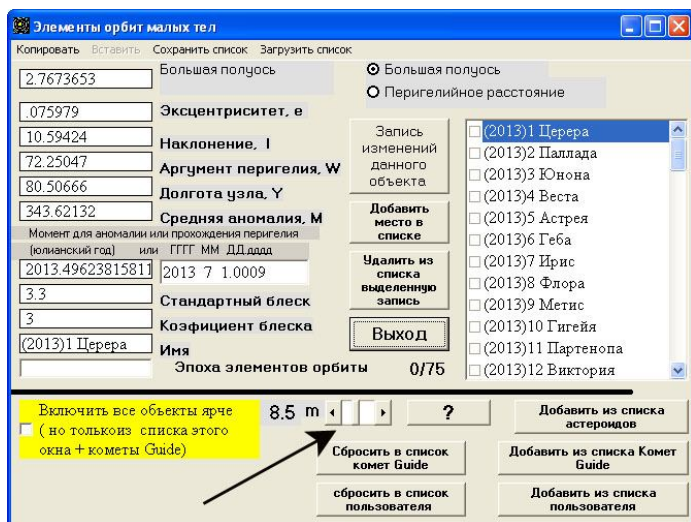 Элементы орбит малых тел
Копировать Вставить Сохранить список Загрузить список
2.7673653
Большая полуось
Большая полуось
Перигелийное расстояние
.075979
Эксцентриситет, e
10.59424
Наклонение, I
72.25047
Аргумент перигелия, W
80.50666
Долгота узла, Y
343.62132
Средняя аномалия, M
Момент для аномалии или прохождения перигелия
(юлианский год) или ГГГГ ММ ДД.дддд
2013.49623815811
2013 7 1.0009
3.3
Стандартный блеск
3
Коэфициент блеска
(2013)1 Церера
Имя
Эпоха элементов орбиты 0/75
Запись
изменений
данного
объекта
Добавить
место в
списке
Удалить из
списка
выделенную
запись
Выход
(2013)1 Церера
(2013)2 Паллада
(2013)3 Юнона
(2013)4 Веста
(2013)5 Астрея
(2013)6 Геба
(2013)7 Ирис
(2013)8 Флора
(2013)9 Метис
(2013)10 Гигейя
(2013)11 Партенопа
(2013)12 Виктория
Включить все объекты ярче
( но толькоиз списка этого
окна + кометы Guide)
8.5 m
?
Добавить из списка
астероидов
Сбросить в список
комет Guide
Добавить из списка Комет
Guide
сбросить в список
пользователя
Добавить из списка
пользователя